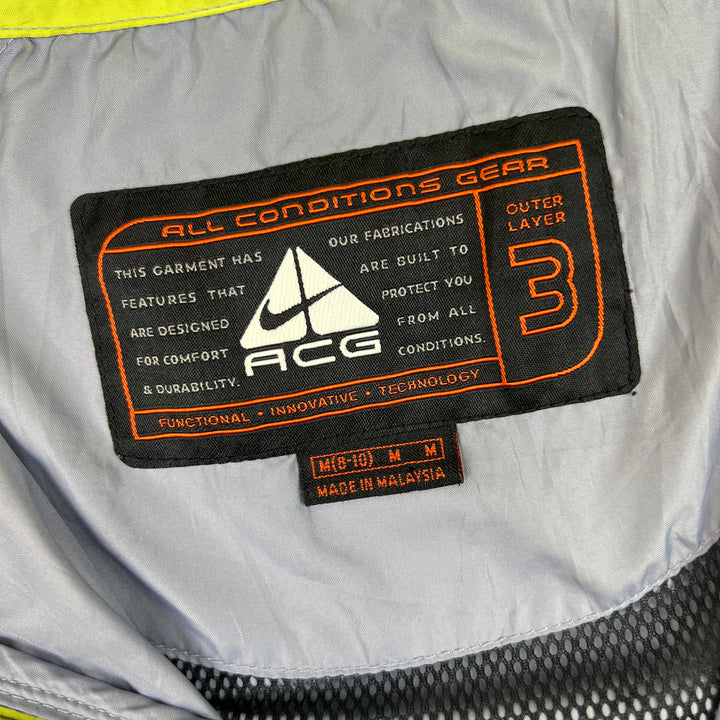 ALL CONDITIONS GEAR
THIS GARMENT HAS
FEATURES THAT
ARE DESIGNED
FOR COMFORT
& DURABILITY.
ACG
OUR FABRICATIONS
ARE BUILT TO
PROTECT YOU
FROM ALL
CONDITIONS.
OUTER
LAYER
3
FUNCTIONAL • INNOVATIVE • TECHNOLOGY
M(8-10) M M
MADE IN MALAYSIA